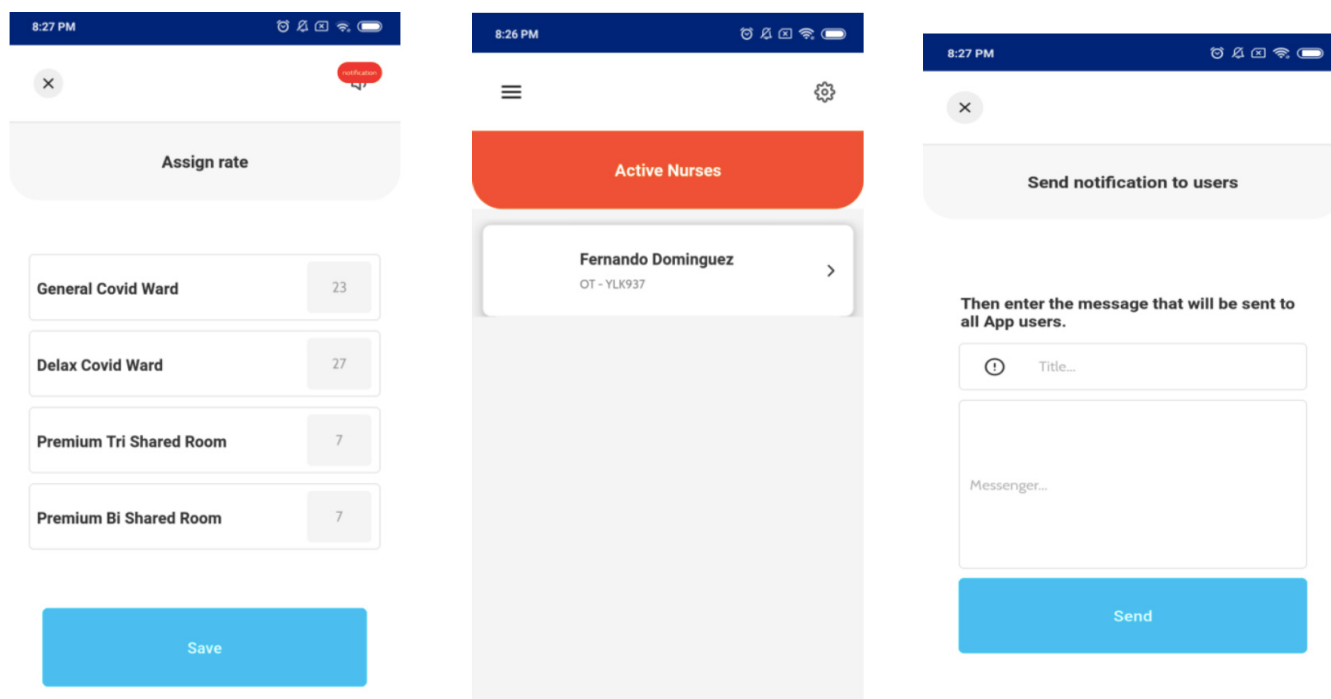 8:27 PM
notification
Assign rate
General Covid Ward
23
Delax Covid Ward
27
Premium Tri Shared Room
7
Premium Bi Shared Room
7
Save
8:26 PM
Active Nurses
Fernando Dominguez
OT - YLK937
8:27 PM
Send notification to users
Then enter the message that will be sent to
all App users.
Title...
Messenger...
Send